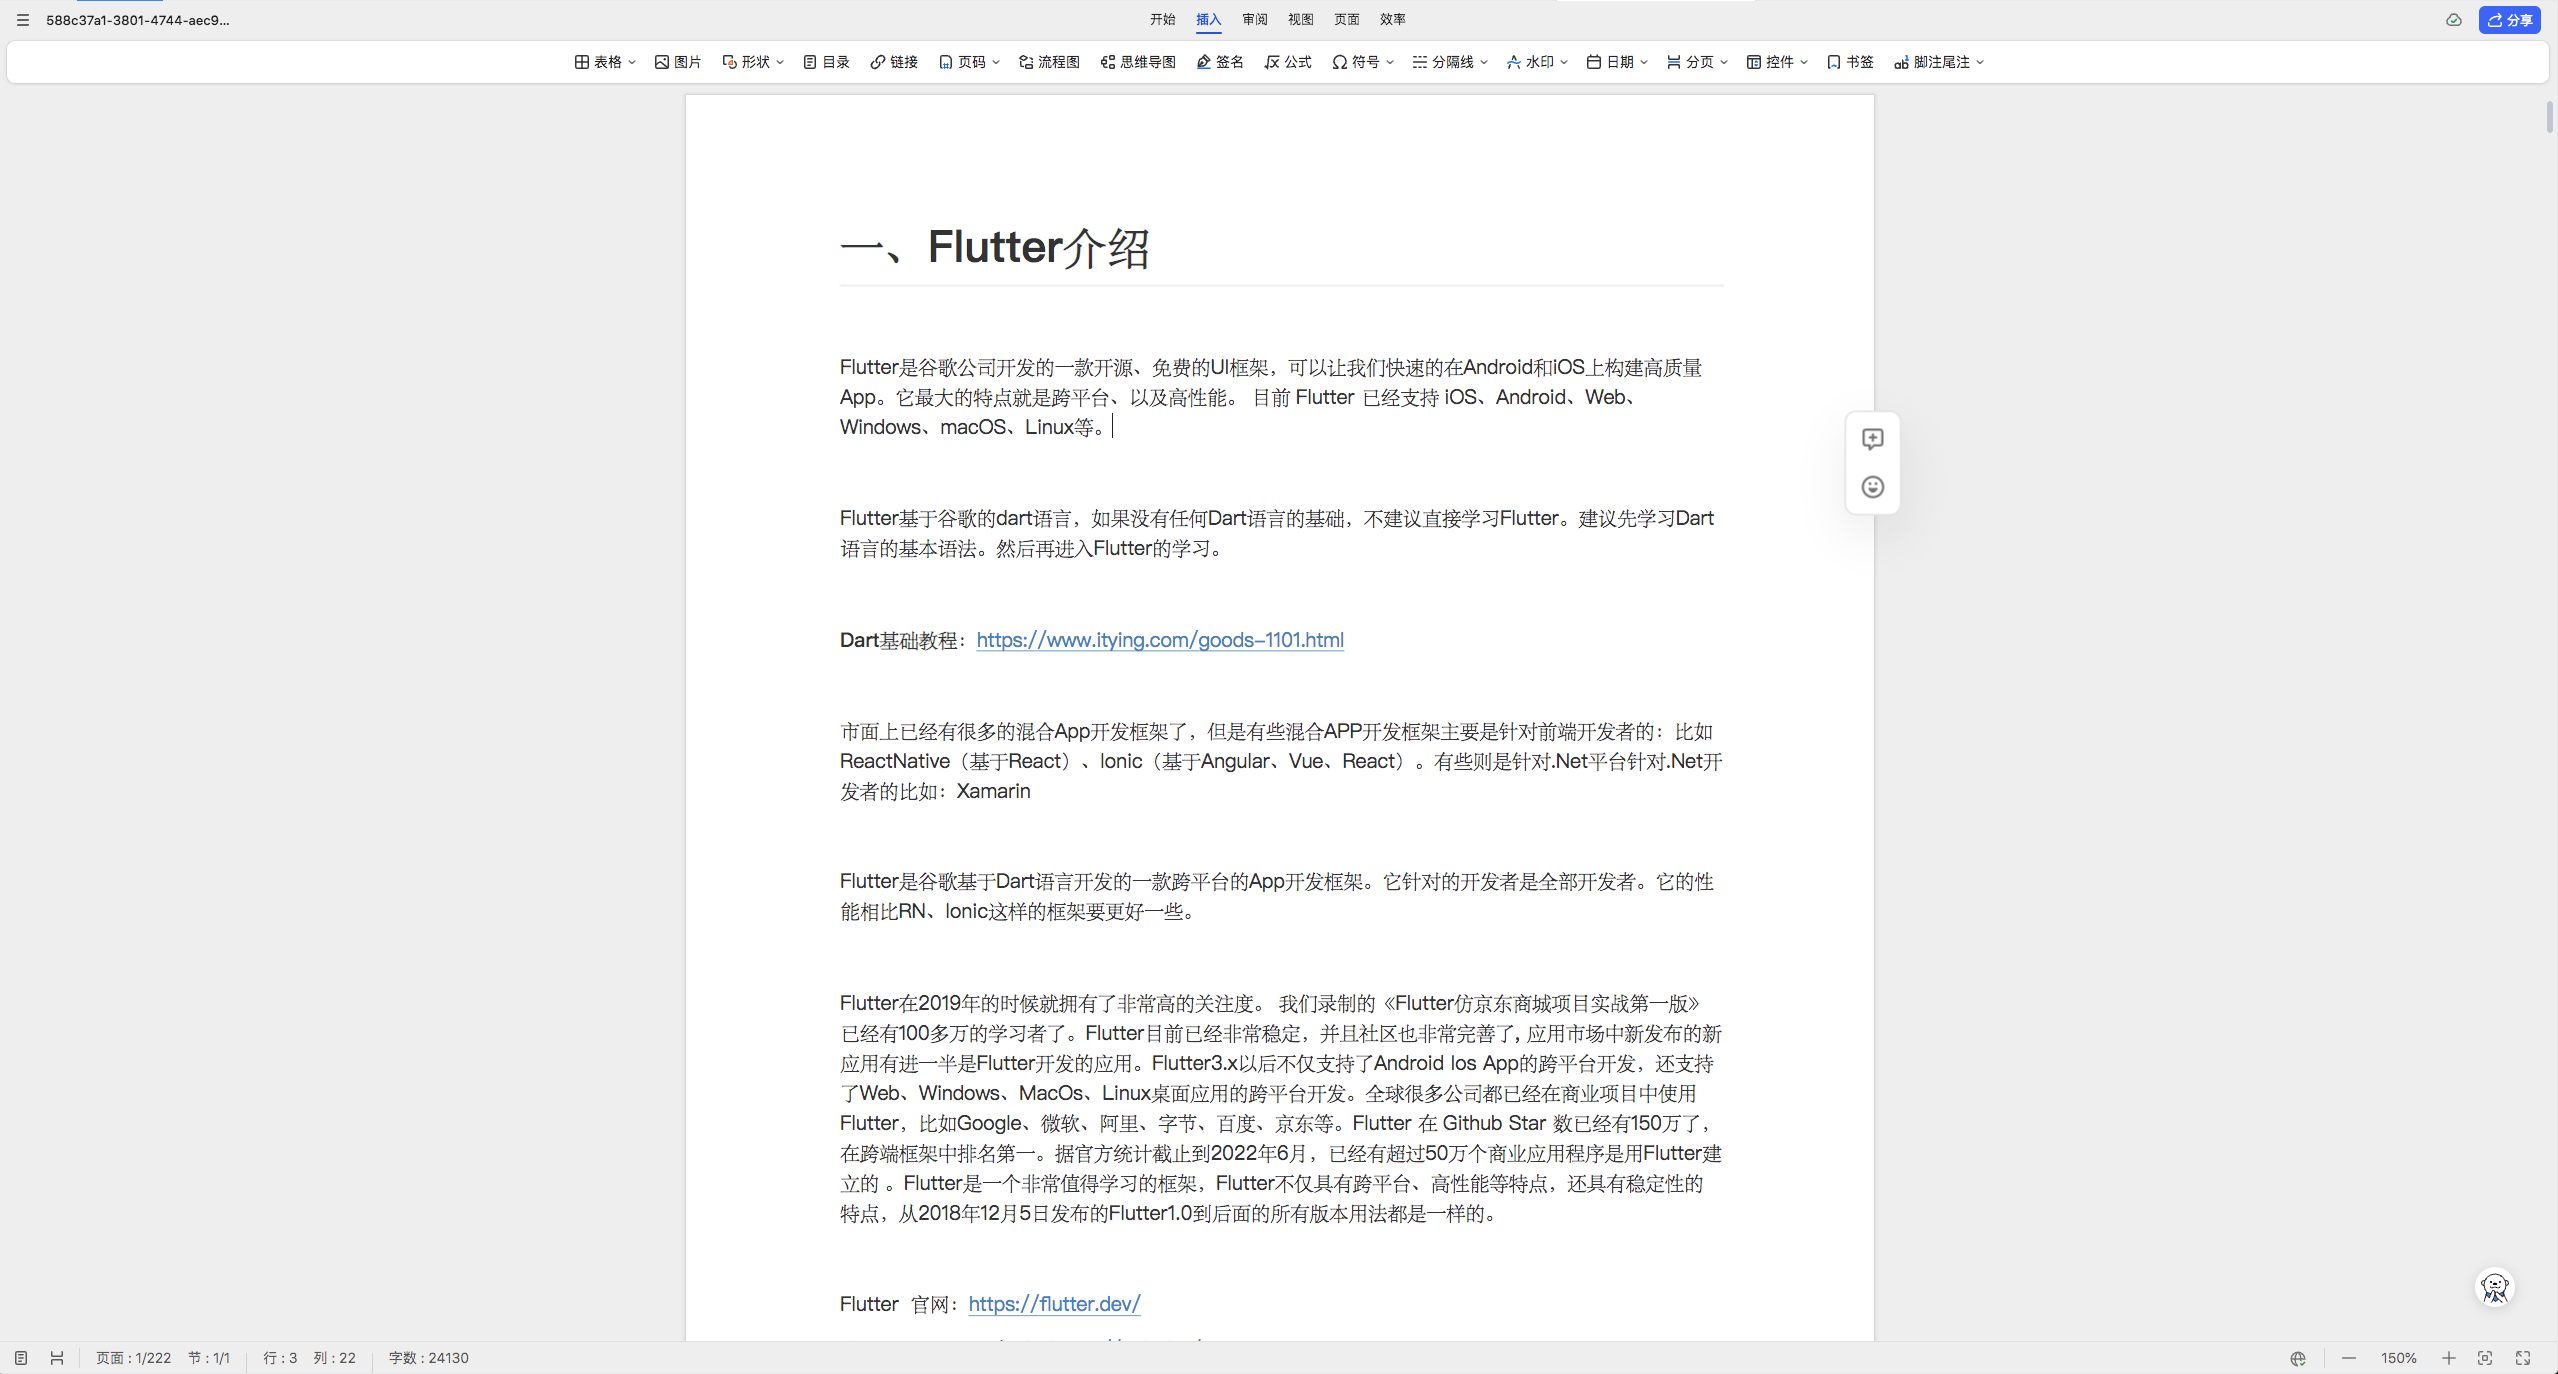 588c37a1-3801-4744-aec9...
开始 插入 审阅 视图 页面 效率
分享
表格 图片 形状 目录 链接 页码 流程图 思维导图 签名 公式 符号 分隔线 水印 日期 分页 控件 书签 脚注尾注
一、Flutter介绍
Flutter是谷歌公司开发的一款开源、免费的UI框架，可以让我们快速的在Android和iOS上构建高质量
App。它最大的特点就是跨平台、以及高性能。 目前 Flutter 已经支持 iOS、Android、Web、
Windows、macOS、Linux等。
Flutter基于谷歌的dart语言，如果没有任何Dart语言的基础，不建议直接学习Flutter。建议先学习Dart
语言的基本语法。然后再进入Flutter的学习。
Dart基础教程：https://www.itying.com/goods-1101.html
市面上已经有很多的混合App开发框架了，但是有些混合APP开发框架主要是针对前端开发者的：比如
ReactNative（基于React）、Ionic（基于Angular、Vue、React）。有些则是针对.Net平台针对.Net开
发者的比如：Xamarin
Flutter是谷歌基于Dart语言开发的一款跨平台的App开发框架。它针对的开发者是全部开发者。它的性
能相比RN、Ionic这样的框架要更好一些。
Flutter在2019年的时候就拥有了非常高的关注度。 我们录制的《Flutter仿京东商城项目实战第一版》
已经有100多万的学习者了。Flutter目前已经非常稳定，并且社区也非常完善了, 应用市场中新发布的新
应用有进一半是Flutter开发的应用。Flutter3.x以后不仅支持了Android Ios App的跨平台开发，还支持
了Web、Windows、MacOs、Linux桌面应用的跨平台开发。全球很多公司都已经在商业项目中使用
Flutter，比如Google、微软、阿里、字节、百度、京东等。Flutter 在 Github Star 数已经有150万了，
在跨端框架中排名第一。据官方统计截止到2022年6月，已经有超过50万个商业应用程序是用Flutter建
立的 。Flutter是一个非常值得学习的框架，Flutter不仅具有跨平台、高性能等特点，还具有稳定性的
特点，从2018年12月5日发布的Flutter1.0到后面的所有版本用法都是一样的。
Flutter 官网：https://flutter.dev/
页面 : 1/222 节 : 1/1 行 : 3 列 : 22 字数 : 24130 150%